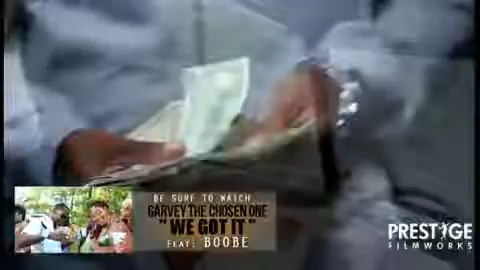 BE SURE TO WATCH
GARVEY THE CHOSEN ONE
"WE GOT IT"
FEAT: BOOBE
PRESTIGE
FILMWORKS